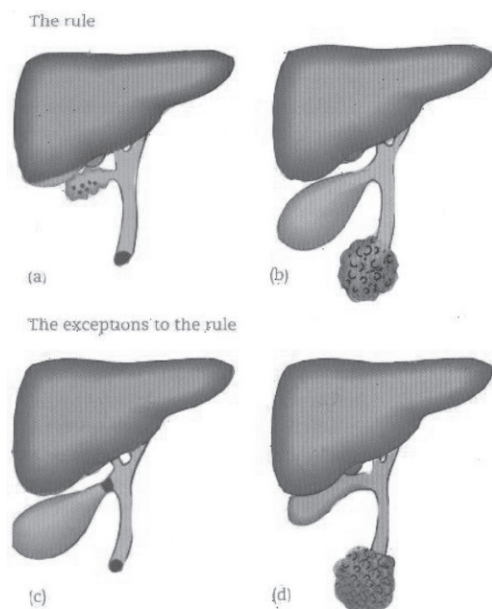 The rule
(a)
(b)
The exceptions to the rule
(c)
(d)